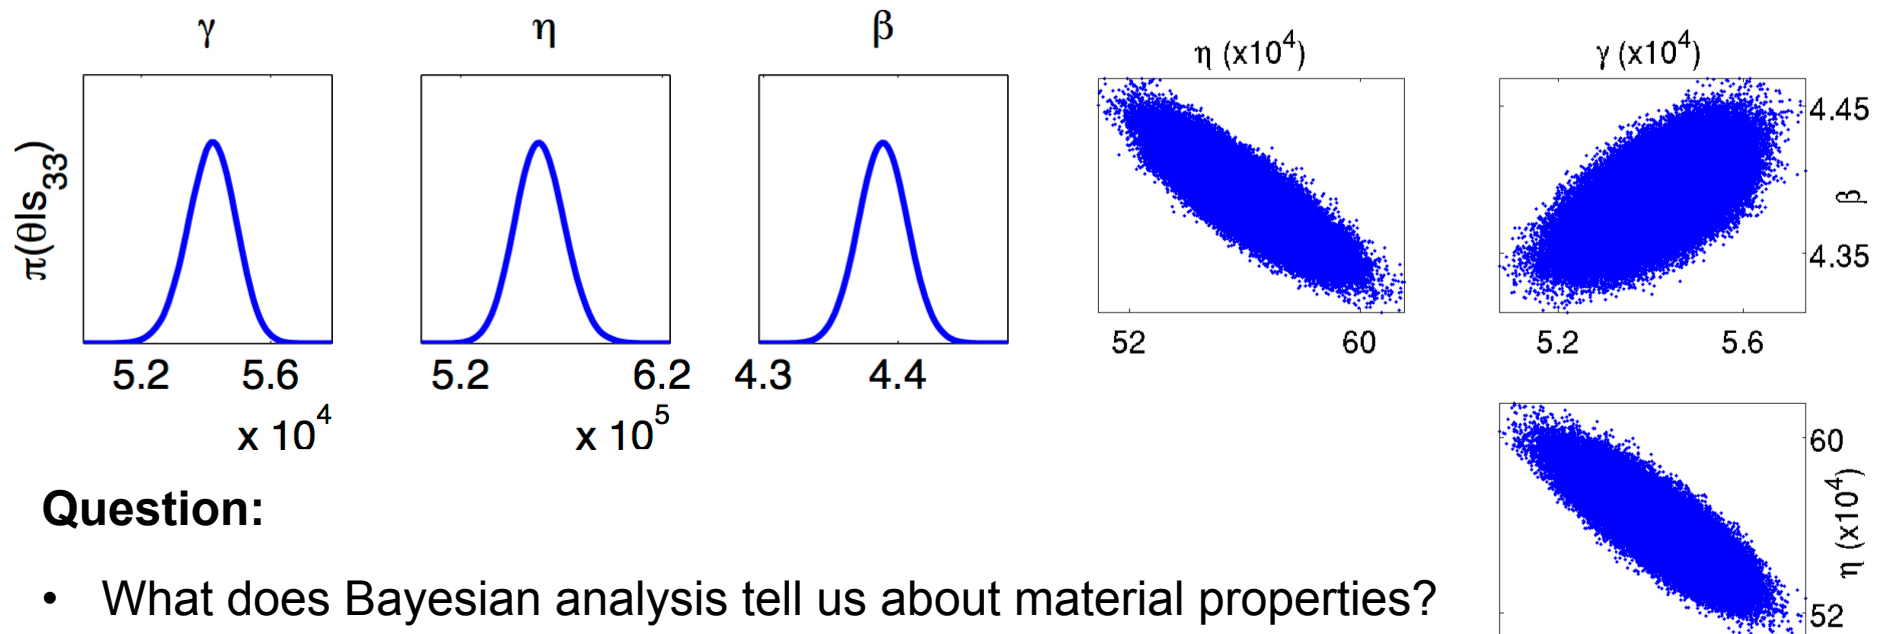 γ η β
π(θ|s33)
5.2 5.6
x 10^4
5.2 6.2
x 10^5
4.3 4.4
η (x10^4)
52 60
γ (x10^4)
4.45
β
4.35
5.2 5.6
60
η (x10^4)
52
Question:
• What does Bayesian analysis tell us about material properties?